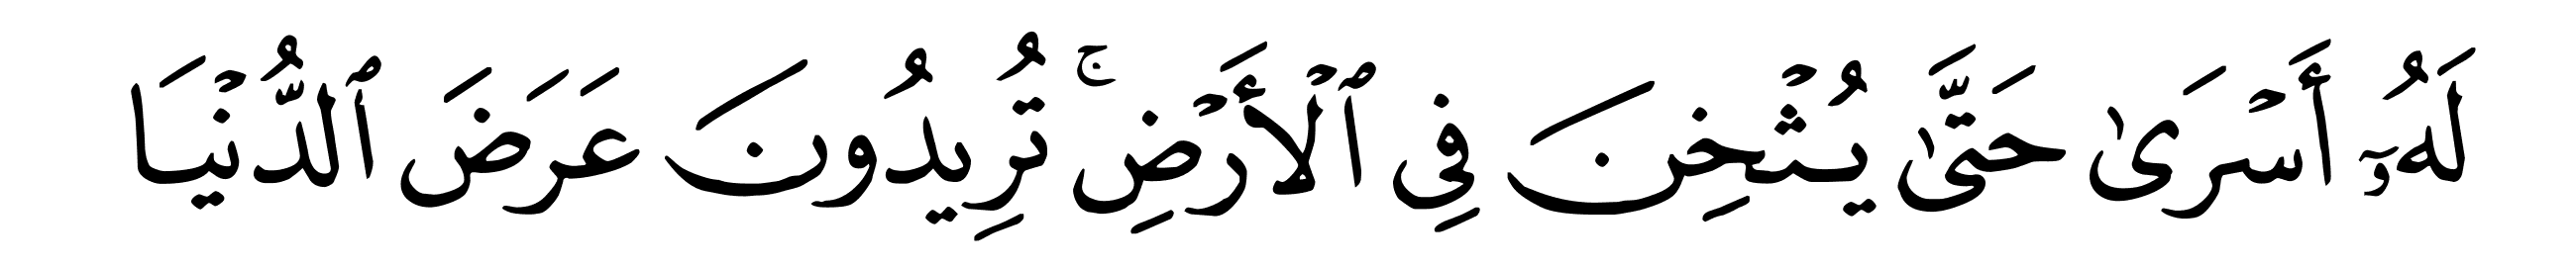 لَهُۥٓ أَسۡرَىٰ حَتَّىٰ يُثۡخِنَ فِي ٱلۡأَرۡضِۚ تُرِيدُونَ عَرَضَ ٱلدُّنۡيَا